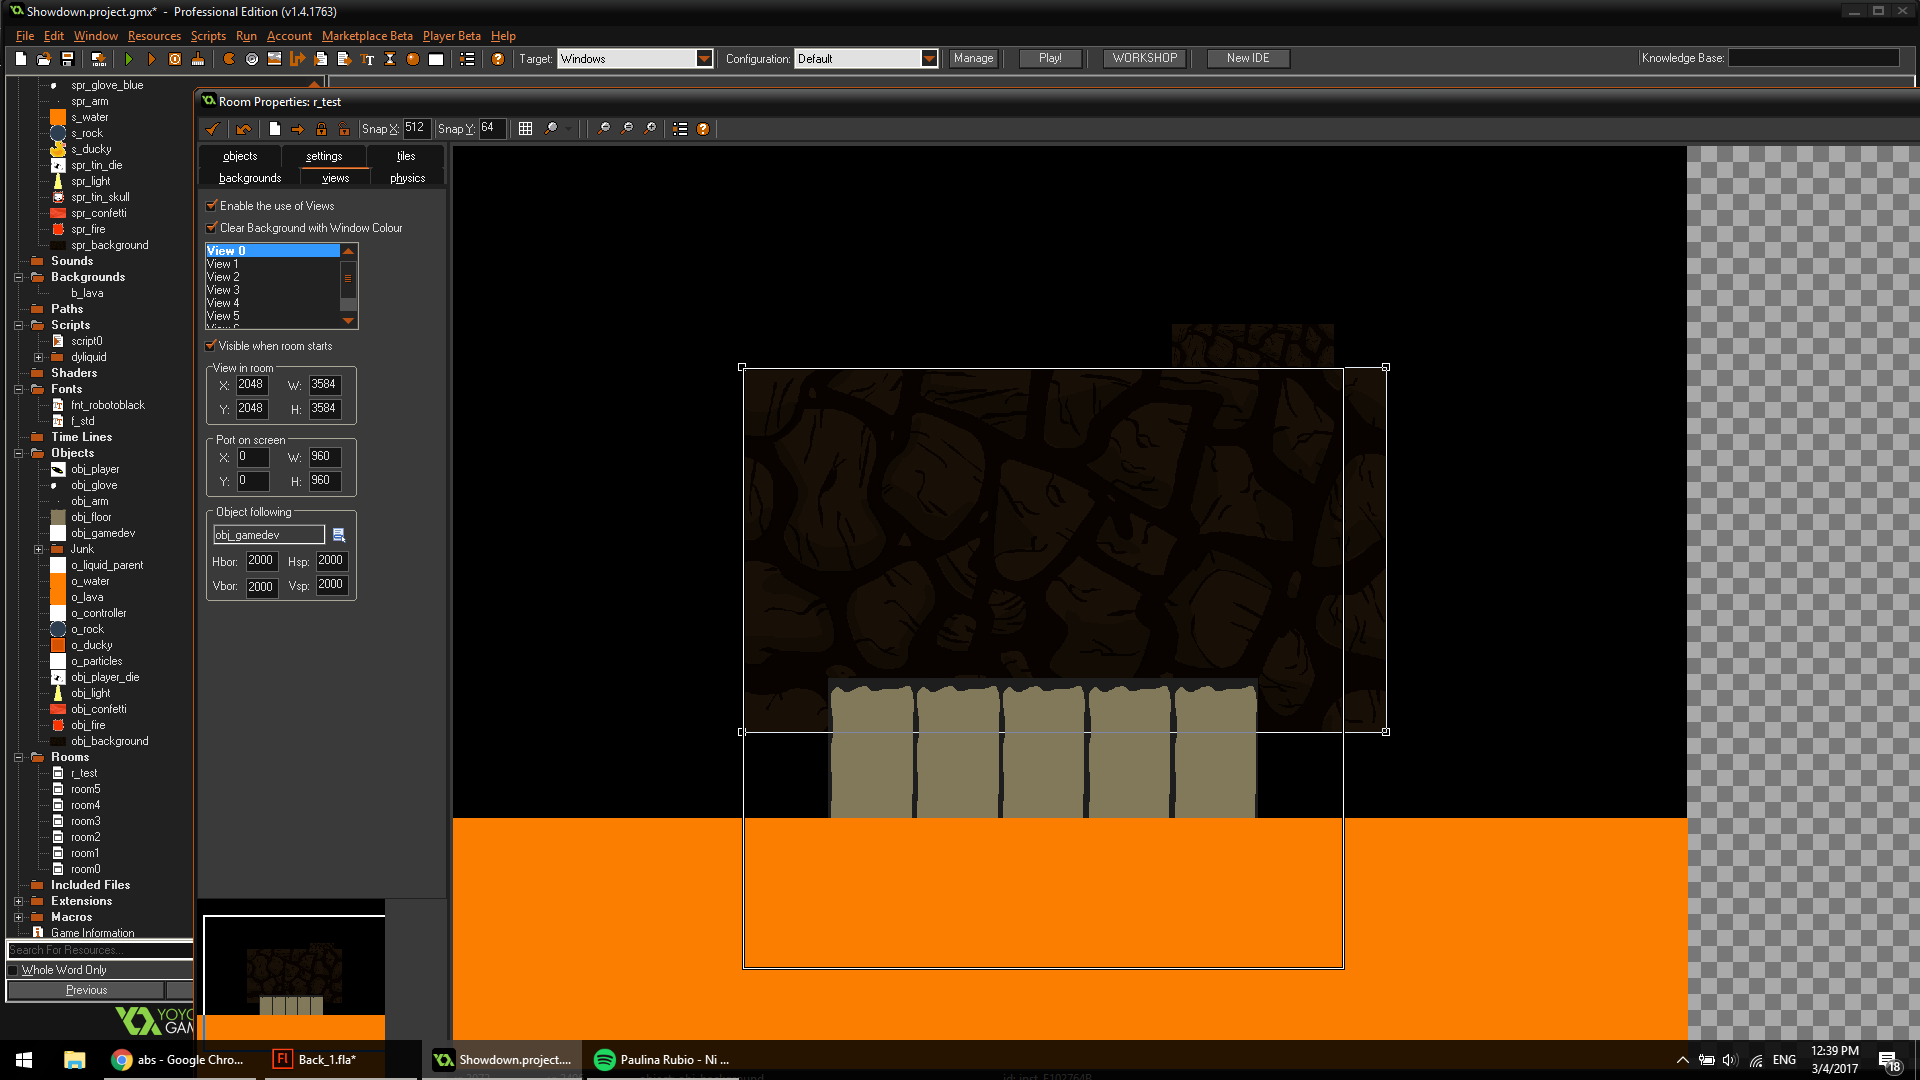 Showdown.project.gmx* - Professional Edition (v1.4.1763)
File Edit Window Resources Scripts Run Account Marketplace Beta Player Beta Help
Target: Windows Configuration: Default Manage Play! WORKSHOP New IDE Knowledge Base:
spr_glove_blue
spr_arm
s_water
s_rock
s_ducky
spr_tin_die
spr_light
spr_tin_skull
spr_confetti
spr_fire
spr_background
Sounds
Backgrounds
b_lava
Paths
Scripts
script0
dyliquid
Shaders
Fonts
fnt_robotoblack
f_std
Time Lines
Objects
obj_player
obj_glove
obj_arm
obj_floor
obj_gamedev
Junk
o_liquid_parent
o_water
o_lava
o_controller
o_rock
o_ducky
o_particles
obj_player_die
obj_light
obj_confetti
obj_fire
obj_background
Rooms
r_test
room5
room4
room3
room2
room1
room0
Included Files
Extensions
Macros
Game Information
Search For Resources...
Whole Word Only
Previous
YOYO
GAM
Room Properties: r_test
Snap X: 512 Snap Y: 64
objects settings tiles
backgrounds views physics
Enable the use of Views
Clear Background with Window Colour
View 0
View 1
View 2
View 3
View 4
View 5
Visible when room starts
View in room
X: 2048 W: 3584
Y: 2048 H: 3584
Port on screen
X: 0 W: 960
Y: 0 H: 960
Object following
obj_gamedev
Hbor: 2000 Hsp: 2000
Vbor: 2000 Vsp: 2000
abs - Google Chro...
Fl Back_1.fla*
Showdown.project....
Paulina Rubio - Ni ...
ENG
12:39 PM
3/4/2017
18